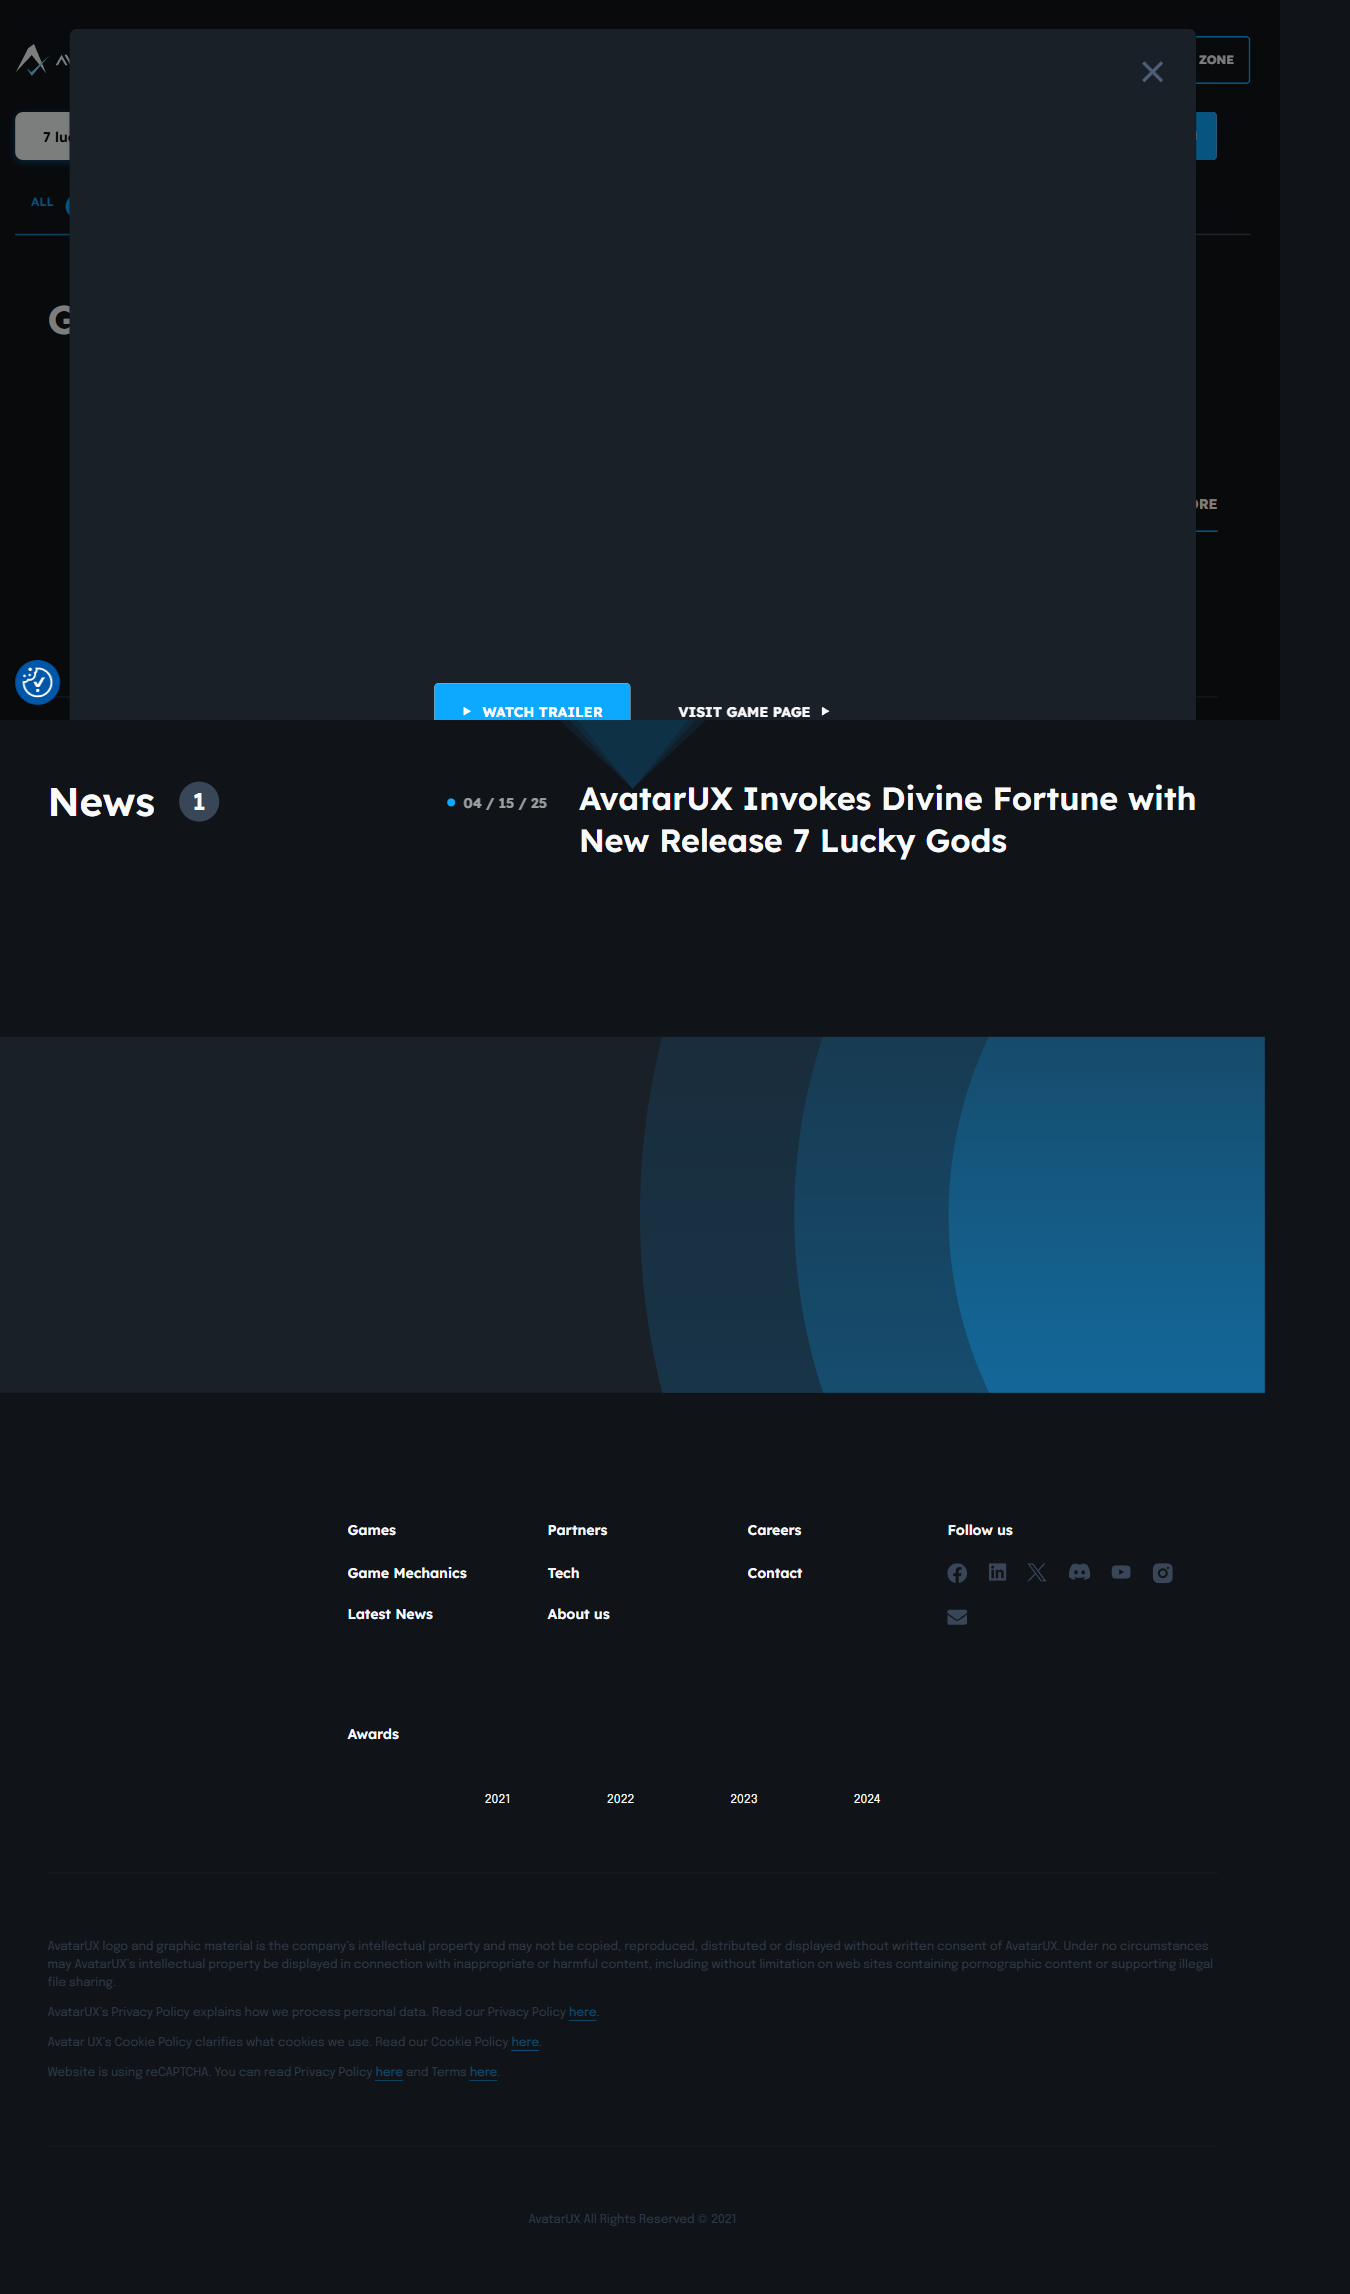 ZONE
7 lu
ALL
G
ORE
WATCH TRAILER
VISIT GAME PAGE
News 1
04 / 15 / 25
AvatarUX Invokes Divine Fortune with
New Release 7 Lucky Gods
Games
Partners
Careers
Follow us
Game Mechanics
Tech
Contact
Latest News
About us
Awards
2021
2022
2023
2024
AvatarUX logo and graphic material is the company's intellectual property and may not be copied, reproduced, distributed or displayed without written consent of AvatarUX. Under no circumstances
may AvatarUX's intellectual property be displayed in connection with inappropriate or harmful content, including without limitation on web sites containing pornographic content or supporting illegal
file sharing.
AvatarUX's Privacy Policy explains how we process personal data. Read our Privacy Policy here.
Avatar UX's Cookie Policy clarifies what cookies we use. Read our Cookie Policy here.
Website is using reCAPTCHA. You can read Privacy Policy here and Terms here.
AvatarUX All Rights Reserved © 2021